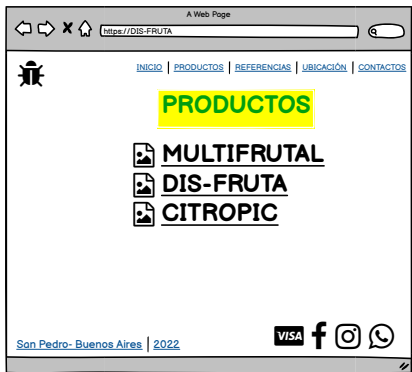 A Web Page
https://DIS-FRUTA
INICIO | PRODUCTOS | REFERENCIAS | UBICACIÓN | CONTACTOS
PRODUCTOS
MULTIFRUTAL
DIS-FRUTA
CITROPIC
VISA
San Pedro- Buenos Aires | 2022